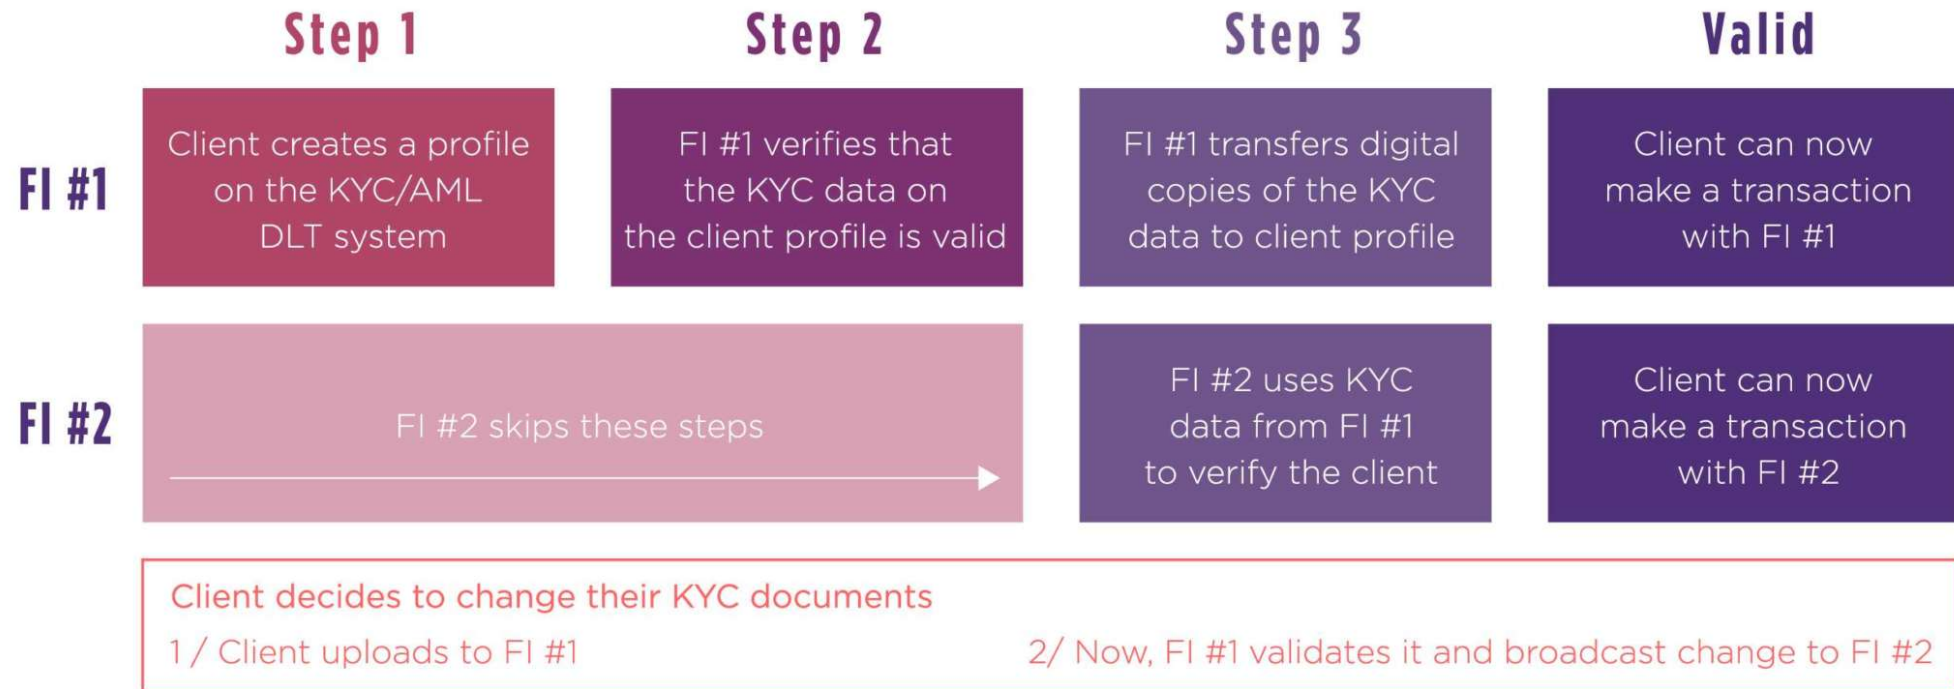 Step 1
Step 2
Step 3
Valid
FI #1
Client creates a profile
on the KYC/AML
DLT system
FI #1 verifies that
the KYC data on
the client profile is valid
FI #1 transfers digital
copies of the KYC
data to client profile
Client can now
make a transaction
with FI #1
FI #2
FI #2 skips these steps
FI #2 uses KYC
data from FI #1
to verify the client
Client can now
make a transaction
with FI #2
Client decides to change their KYC documents
1 / Client uploads to FI #1
2/ Now, FI #1 validates it and broadcast change to FI #2